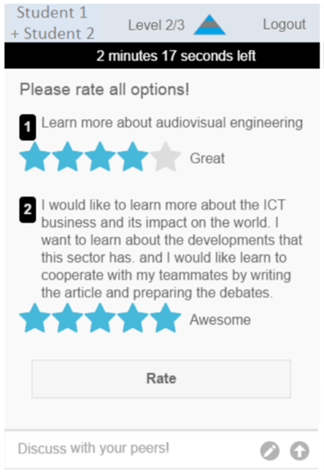 Student 1
+ Student 2
Level 2/3
Logout
2 minutes 17 seconds left
Please rate all options!
1
Learn more about audiovisual engineering
Great
2
I would like to learn more about the ICT
business and its impact on the world. I
want to learn about the developments that
this sector has. and I would like learn to
cooperate with my teammates by writing
the article and preparing the debates.
Awesome
Rate
Discuss with your peers!